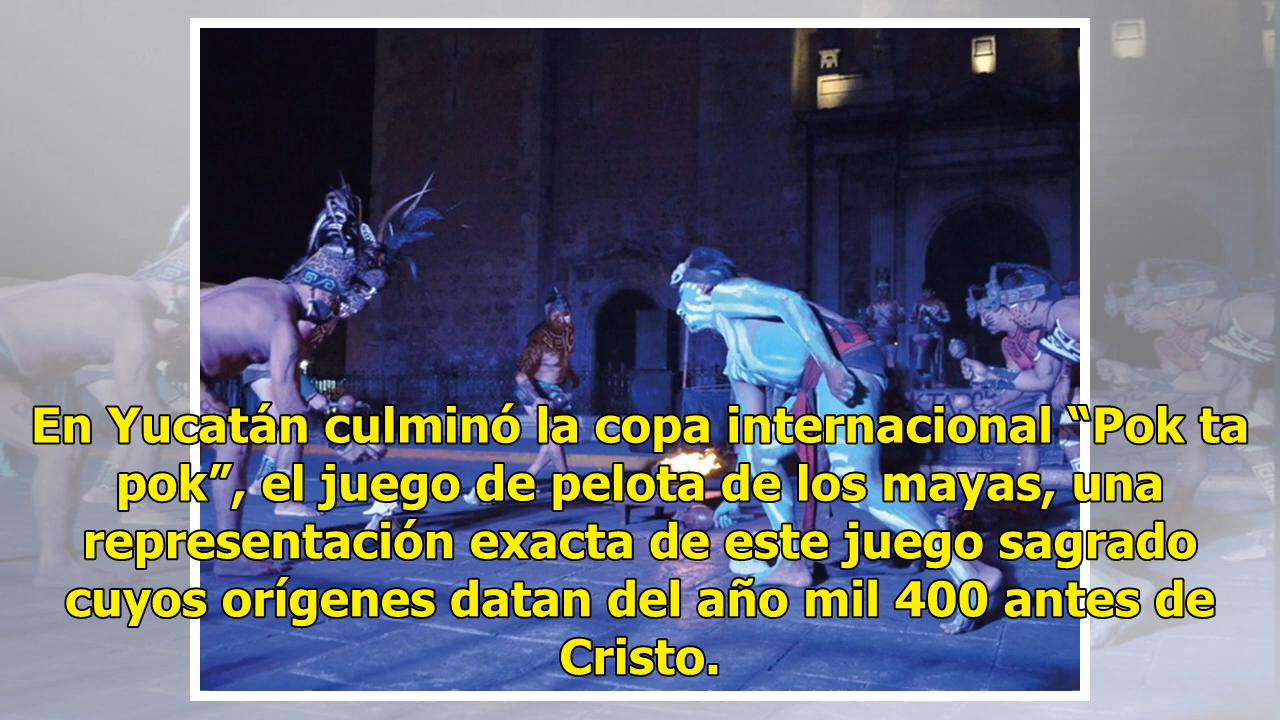 En Yucatán culminó la copa internacional “Pok ta
pok”, el juego de pelota de los mayas, una
representación exacta de este juego sagrado
cuyos orígenes datan del año mil 400 antes de
Cristo.